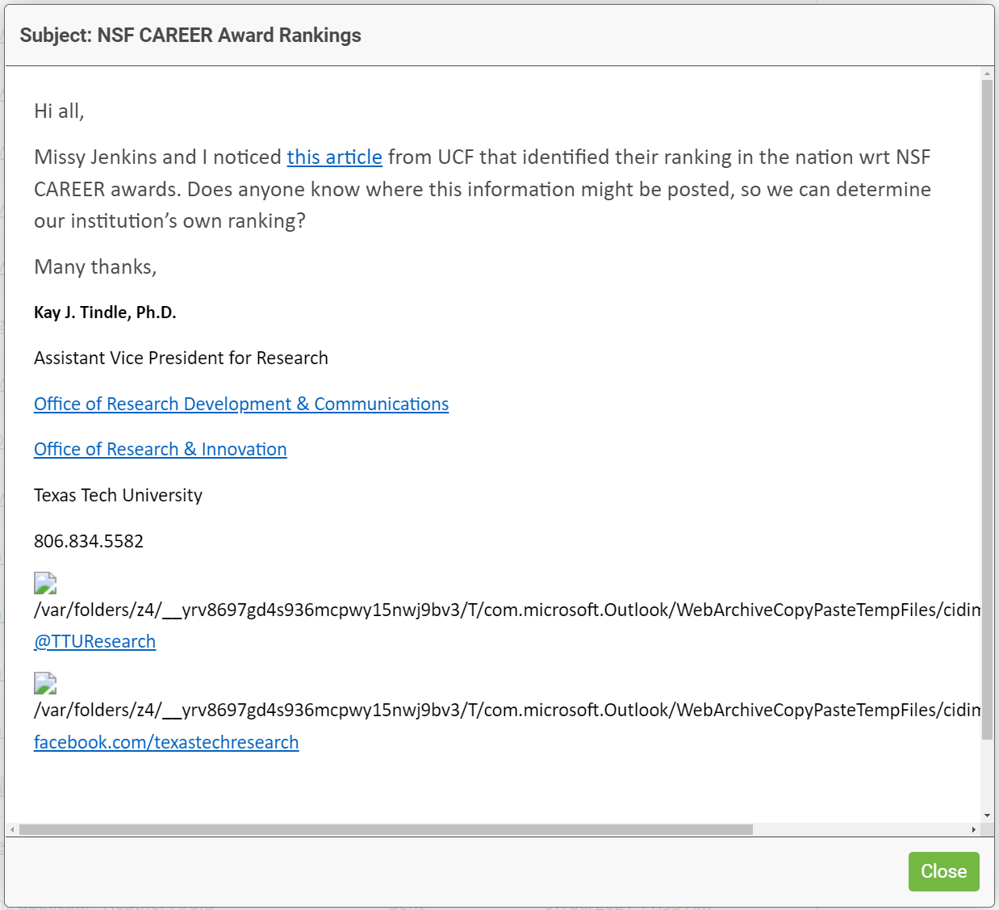 Subject: NSF CAREER Award Rankings
Hi all,
Missy Jenkins and I noticed this article from UCF that identified their ranking in the nation wrt NSF
CAREER awards. Does anyone know where this information might be posted, so we can determine
our institution’s own ranking?
Many thanks,
Kay J. Tindle, Ph.D.
Assistant Vice President for Research
Office of Research Development & Communications
Office of Research & Innovation
Texas Tech University
806.834.5582
/var/folders/z4/__yrv8697gd4s936mcpwy15nwj9bv3/T/com.microsoft.Outlook/WebArchiveCopyPasteTempFiles/cidim
@TTUResearch
/var/folders/z4/__yrv8697gd4s936mcpwy15nwj9bv3/T/com.microsoft.Outlook/WebArchiveCopyPasteTempFiles/cidim
facebook.com/texastechresearch
Close